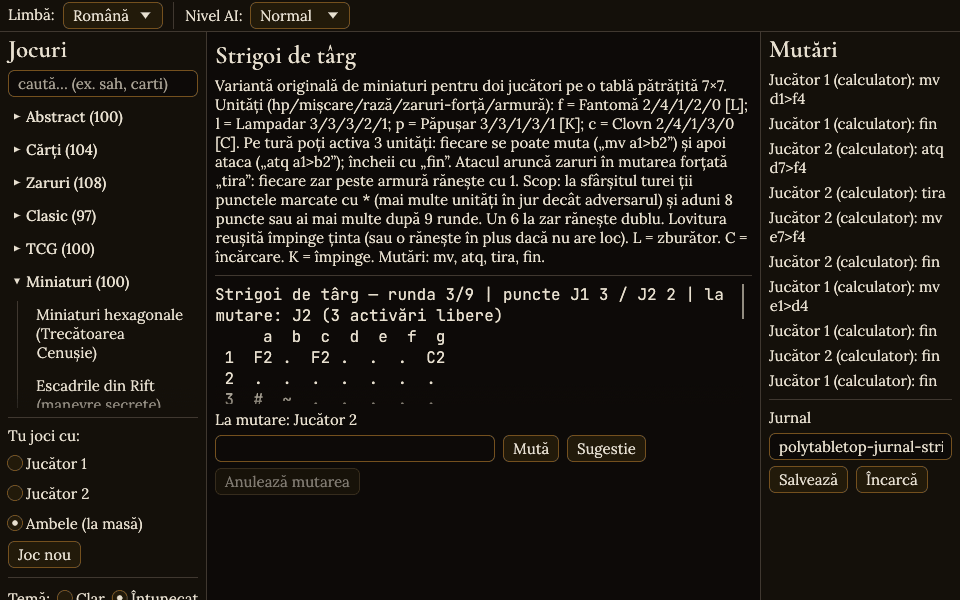 Limbă: Română ▼ Nivel AI: Normal ▼
Jocuri
caută... (ex. sah, carti)
▸ Abstract (100)
▸ Cărți (104)
▸ Zaruri (108)
▸ Clasic (97)
▸ TCG (100)
▾ Miniaturi (100)
Miniaturi hexagonale
(Trecătoarea
Cenușie)
Escadrile din Rift
(manevre secrete)
Tu joci cu:
Jucător 1
Jucător 2
Ambele (la masă)
Joc nou
Temă: Clar Întunecat
Strigoi de târg
Variantă originală de miniaturi pentru doi jucători pe o tablă pătrățită 7×7.
Unități (hp/mișcare/rază/zaruri-forță/armură): f = Fantomă 2/4/1/2/0 [L];
l = Lampadar 3/3/3/2/1; p = Păpușar 3/3/1/3/1 [K]; c = Clovn 2/4/1/3/0
[C]. Pe tură poți activa 3 unități: fiecare se poate muta („mv a1>b2”) și apoi
ataca („atq a1>b2”); închei cu „fin”. Atacul aruncă zaruri în mutarea forțată
„tira”: fiecare zar peste armură rănește cu 1. Scop: la sfârșitul turei ții
punctele marcate cu * (mai multe unități în jur decât adversarul) și aduni 8
puncte sau ai mai multe după 9 runde. Un 6 la zar rănește dublu. Lovitura
reușită împinge ținta (sau o rănește în plus dacă nu are loc). L = zburător. C =
încărcare. K = împinge. Mutări: mv, atq, tira, fin.
Strigoi de târg — runda 3/9 | puncte J1 3 / J2 2 | la
mutare: J2 (3 activări libere)
a b c d e f g
1 F2 . F2 . . . C2
2 . . . . . . .
3 # ~ . . . . .
La mutare: Jucător 2
Mută Sugestie
Anulează mutarea
Mutări
Jucător 1 (calculator): mv
d1>f4
Jucător 1 (calculator): fin
Jucător 2 (calculator): atq
d7>f4
Jucător 2 (calculator): tira
Jucător 2 (calculator): mv
e7>f4
Jucător 2 (calculator): fin
Jucător 1 (calculator): mv
e1>d4
Jucător 1 (calculator): fin
Jucător 2 (calculator): fin
Jucător 1 (calculator): fin
Jurnal
polytabletop-jurnal-stri
Salvează Încarcă